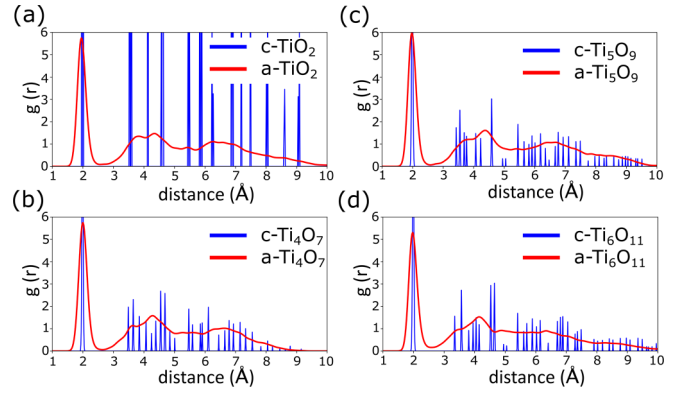 (a)
6
5
4
3
2
1
0
g (r)
c-TiO₂
a-TiO₂
1 2 3 4 5 6 7 8 9 10
distance (Å)
(c)
6
5
4
3
2
1
0
g (r)
c-Ti₅O₉
a-Ti₅O₉
1 2 3 4 5 6 7 8 9 10
distance (Å)
(b)
6
5
4
3
2
1
0
g (r)
c-Ti₄O₇
a-Ti₄O₇
1 2 3 4 5 6 7 8 9 10
distance (Å)
(d)
6
5
4
3
2
1
0
g (r)
c-Ti₆O₁₁
a-Ti₆O₁₁
1 2 3 4 5 6 7 8 9 10
distance (Å)